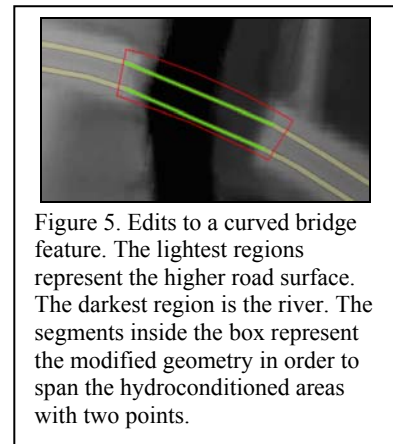 Figure 5. Edits to a curved bridge
feature. The lightest regions
represent the higher road surface.
The darkest region is the river. The
segments inside the box represent
the modified geometry in order to
span the hydroconditioned areas
with two points.